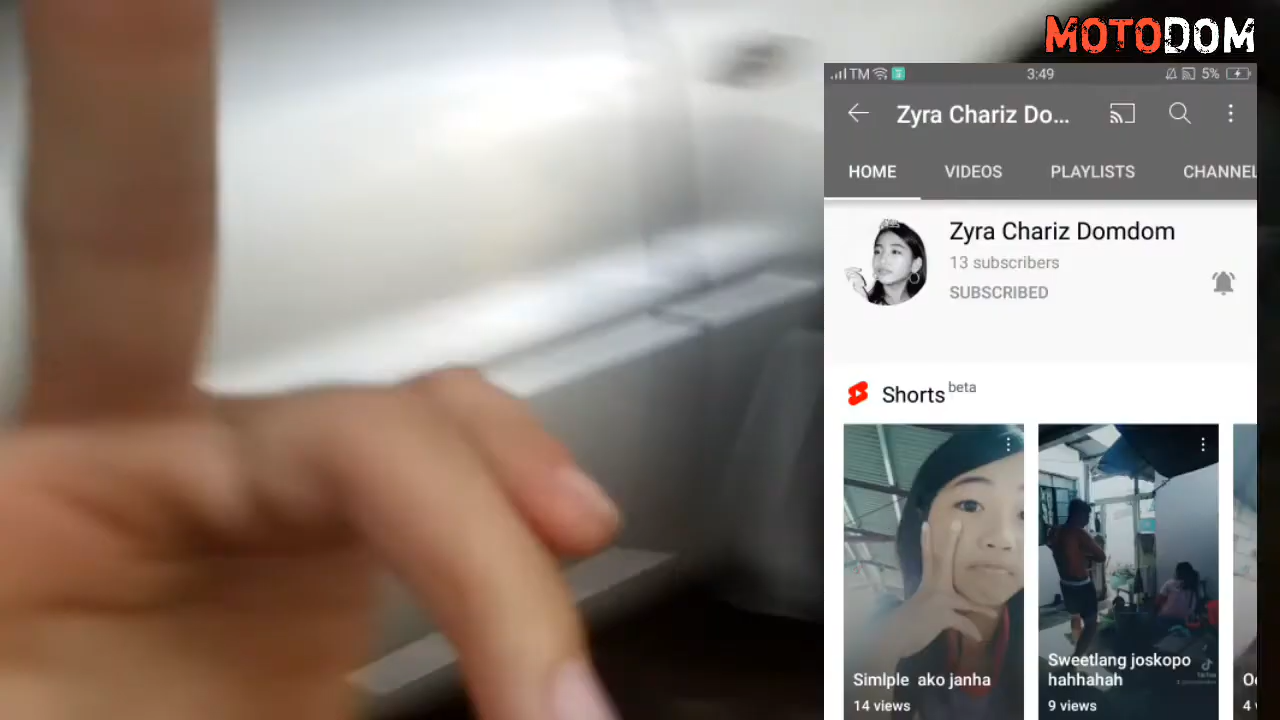 MOTODOM
TM 3:49 5%
Zyra Chariz Do...
HOME VIDEOS PLAYLISTS CHANNEL
Zyra Chariz Domdom
13 subscribers
SUBSCRIBED
Shorts beta
Simlple ako janha
14 views
Sweetlang joskopo
hahhahah
9 views
4